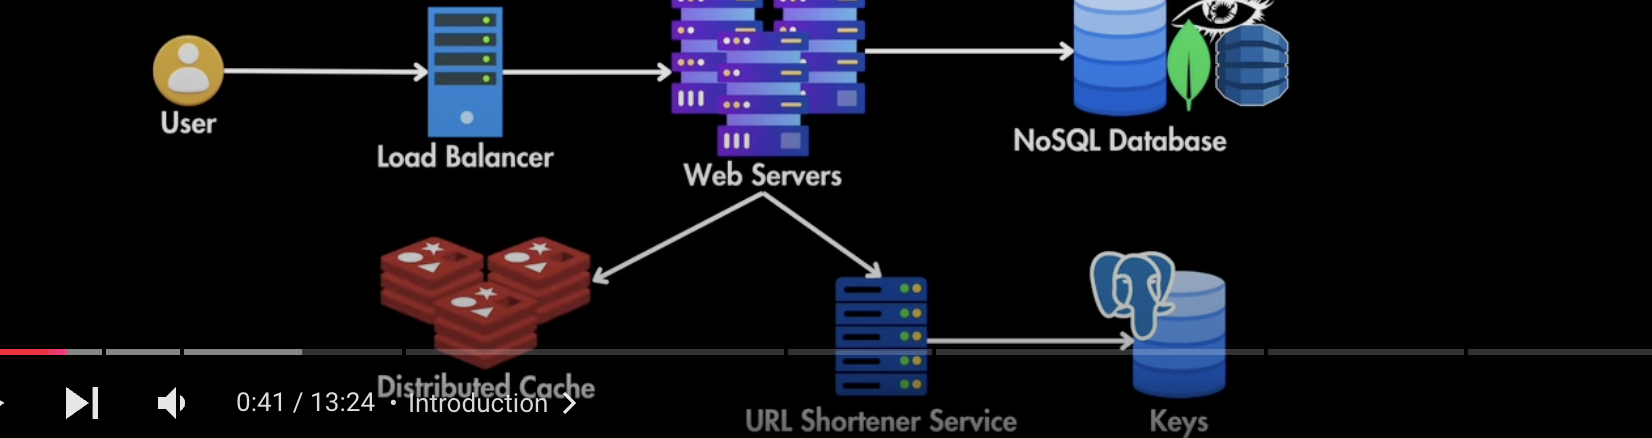 User
Load Balancer
Web Servers
NoSQL Database
Distributed Cache
URL Shortener Service
Keys
0:41 / 13:24 • Introduction